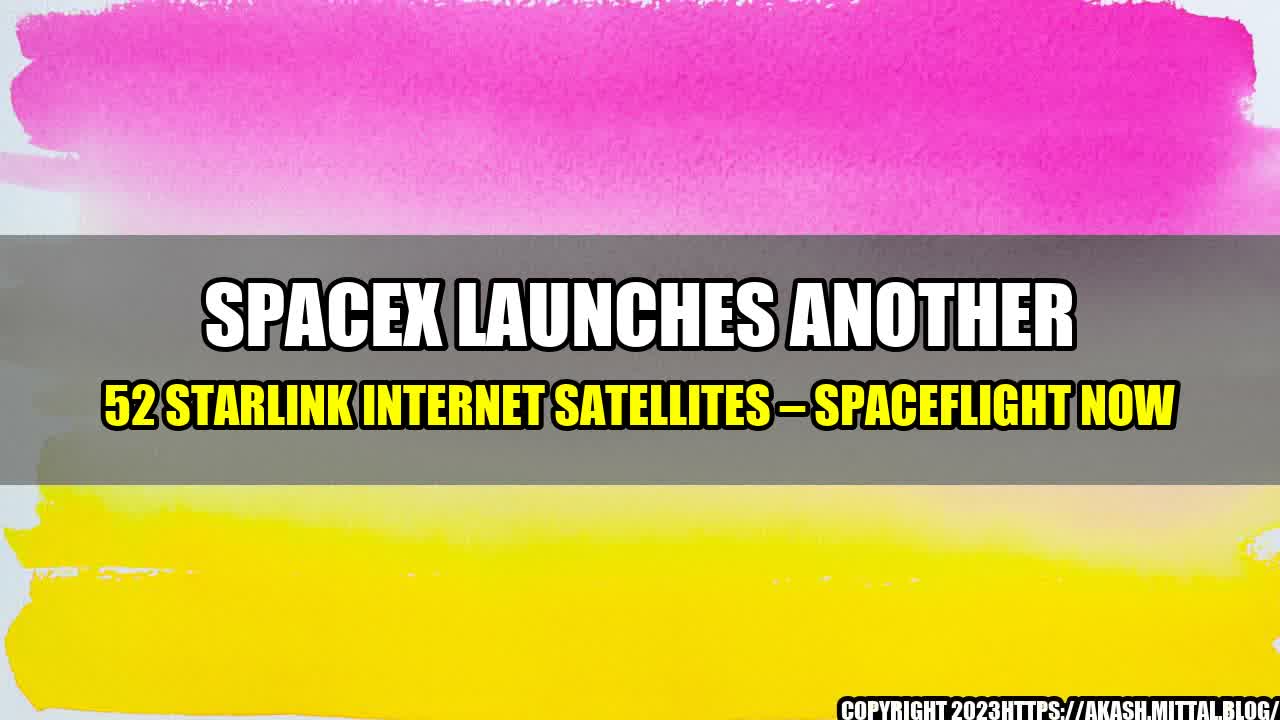 SPACEX LAUNCHES ANOTHER
52 STARLINK INTERNET SATELLITES – SPACEFLIGHT NOW
COPYRIGHT 2023HTTPS://AKASH.MITTAL.BLOG/